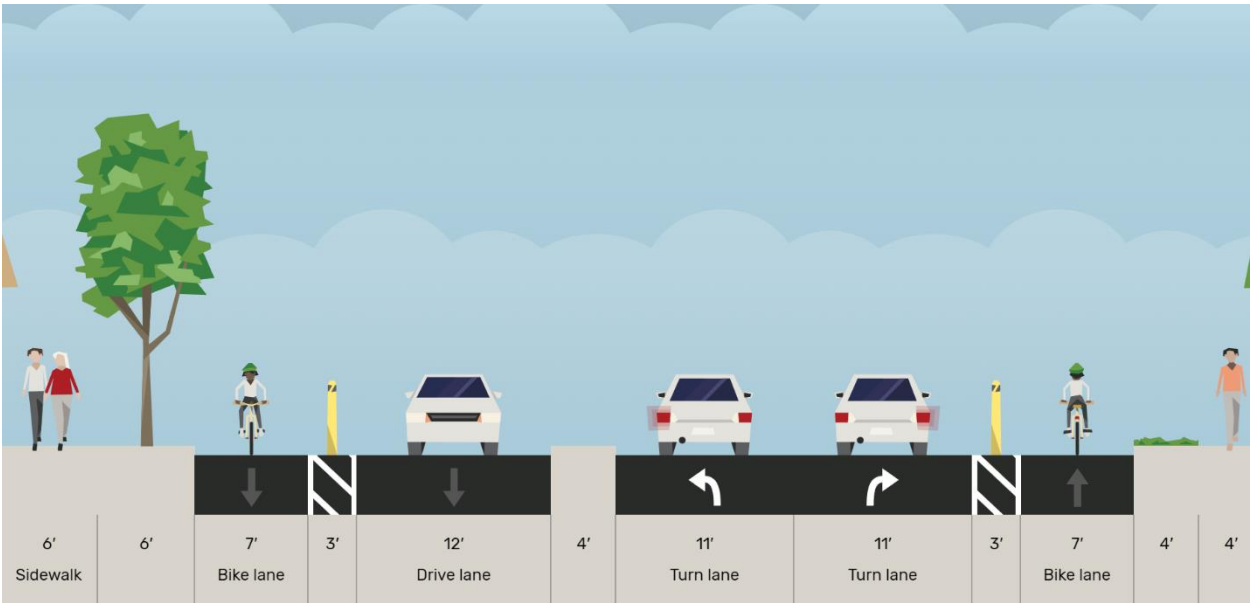 6′ 6′ 7′ 3′ 12′ 4′ 11′ 11′ 3′ 7′ 4′ 4′
Sidewalk Bike lane Drive lane Turn lane Turn lane Bike lane